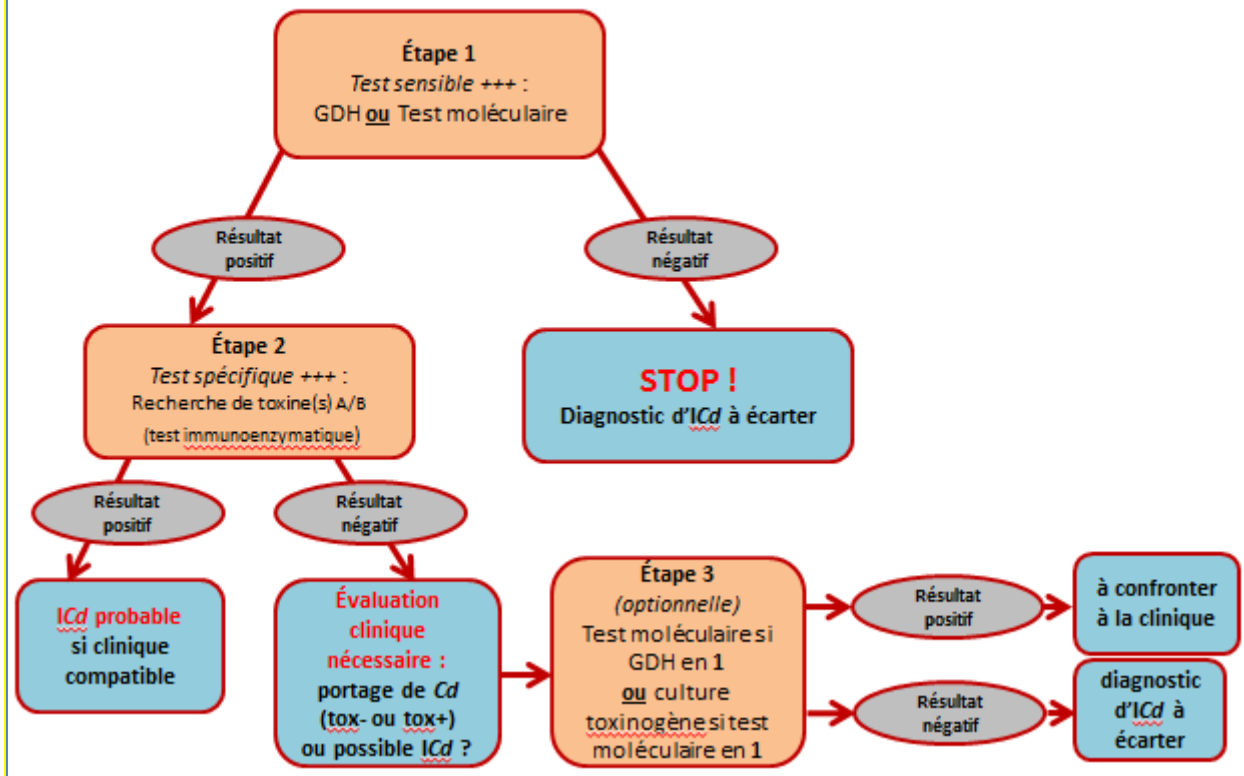 Étape 1
Test sensible +++ :
GDH ou Test moléculaire
Résultat
positif
Résultat
négatif
Étape 2
Test spécifique +++ :
Recherche de toxine(s) A/B
(test immunoenzymatique)
STOP !
Diagnostic d'ICd à écarter
Résultat
positif
Résultat
négatif
ICd probable
si clinique
compatible
Évaluation
clinique
nécessaire :
portage de Cd
(tox- ou tox+)
ou possible ICd ?
Étape 3
(optionnelle)
Test moléculaire si
GDH en 1
ou culture
toxinogène si test
moléculaire en 1
Résultat
positif
à confronter
à la clinique
Résultat
négatif
diagnostic
d'ICd à
écarter